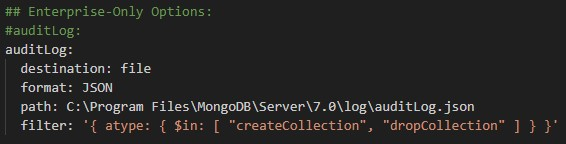 ## Enterprise-Only Options:
#auditLog:
auditLog:
  destination: file
  format: JSON
  path: C:\Program Files\MongoDB\Server\7.0\log\auditLog.json
  filter: '{ atype: { $in: [ "createCollection", "dropCollection" ] } }'